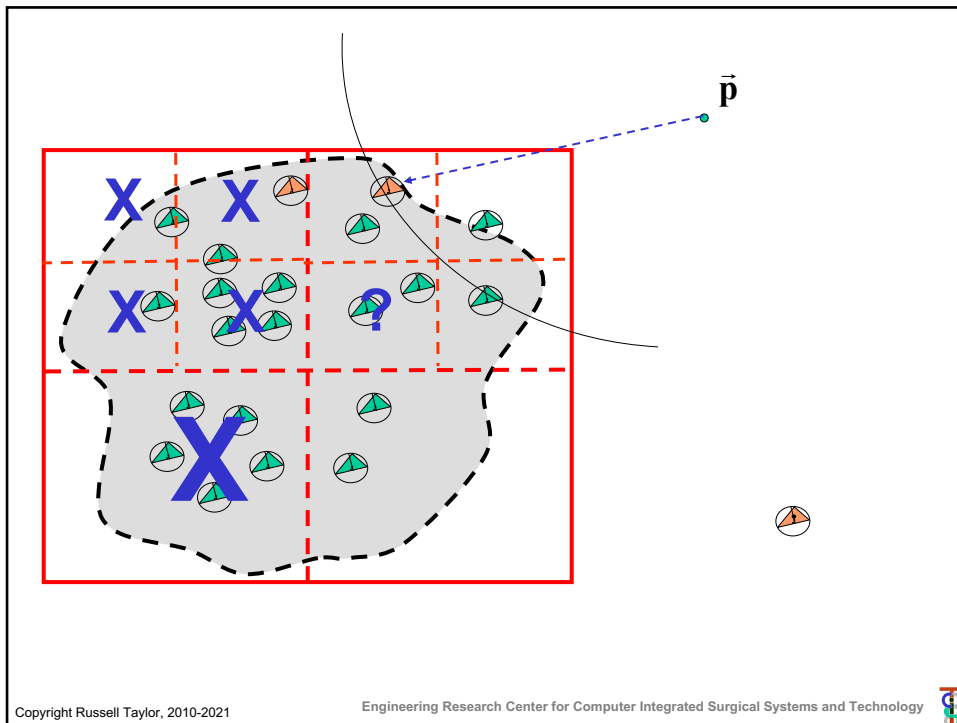 p
X X
X X ?
X
Copyright Russell Taylor, 2010-2021
Engineering Research Center for Computer Integrated Surgical Systems and Technology